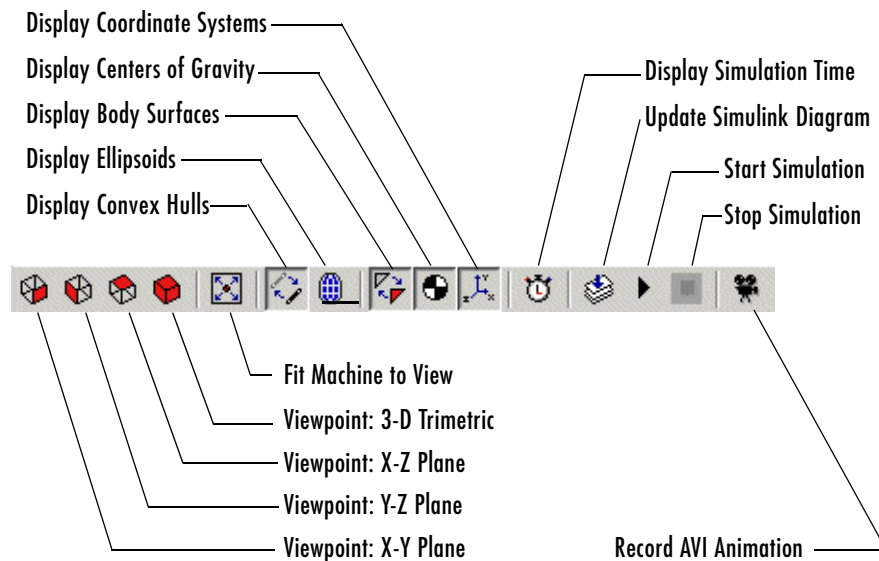 Display Coordinate Systems
Display Centers of Gravity
Display Body Surfaces
Display Ellipsoids
Display Convex Hulls
Display Simulation Time
Update Simulink Diagram
Start Simulation
Stop Simulation
Fit Machine to View
Viewpoint: 3-D Trimetric
Viewpoint: X-Z Plane
Viewpoint: Y-Z Plane
Viewpoint: X-Y Plane
Record AVI Animation